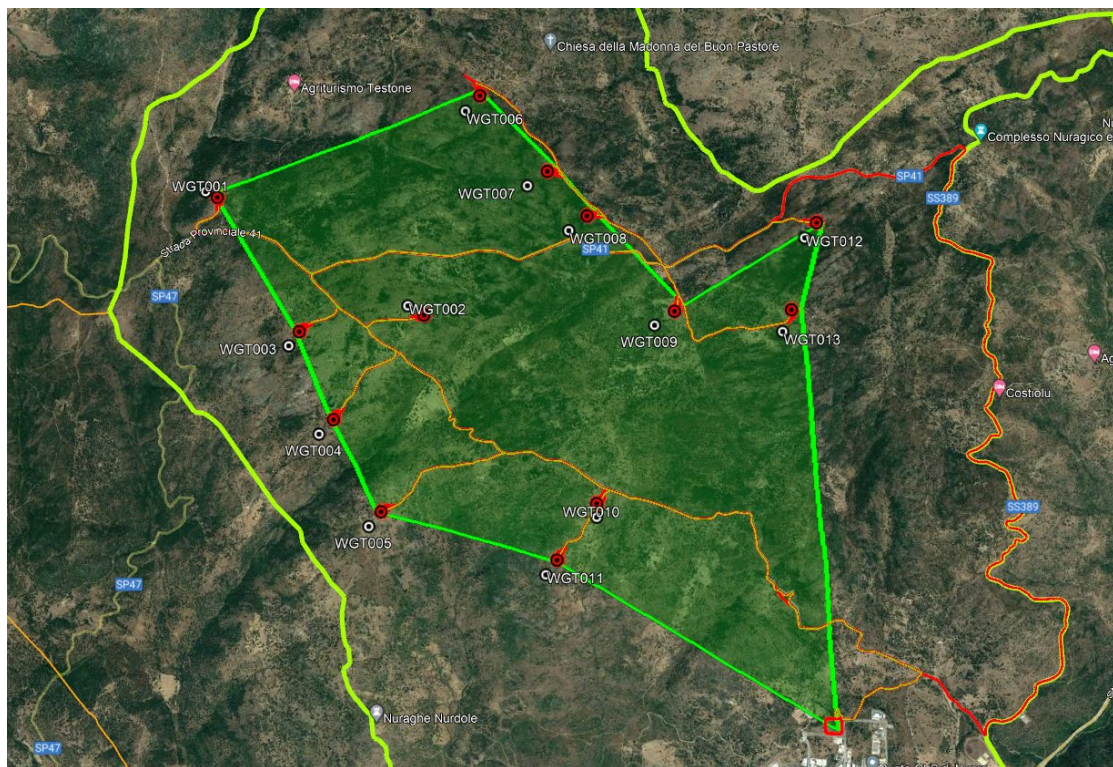 Chiesa della Madonna del Buon Pastore
Agriturismo Testone
WGT006
Complesso Nuragico e
SP41
WGT001
WGT007
SS389
Strada Provinciale 41
WGT008
WGT012
SP41
SP47
WGT002
WGT009
WGT013
WGT003
Ag
Costiolu
WGT004
SS389
WGT010
WGT005
WGT011
SP47
Nuraghe Nurdole
SP47